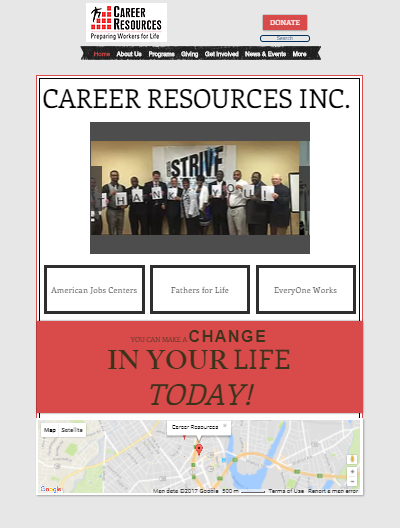 CAREER
RESOURCES
Preparing Workers for Life
DONATE
Search
Home About Us Programs Giving Get Involved News & Events More
CAREER RESOURCES INC.
STRIVE
THANK YOU!
American Jobs Centers
Fathers for Life
EveryOne Works
YOU CAN MAKE A CHANGE
IN YOUR LIFE
TODAY!
Map Satellite
Career Resources
Google
Map data ©2017 Google 500 m Terms of Use Report a map error